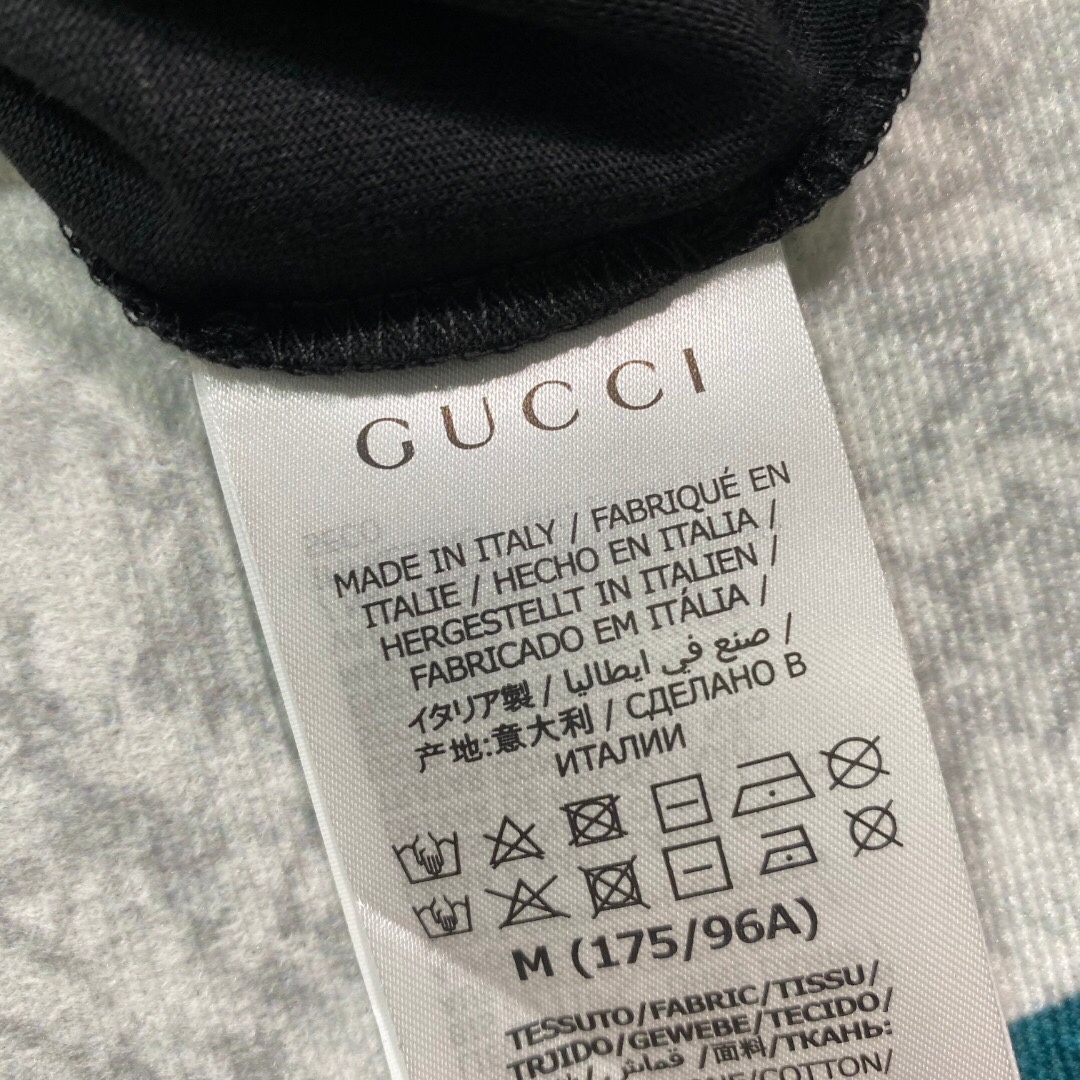 GUCCI
MADE IN ITALY / FABRIQUÉ EN
ITALIE / HECHO EN ITALIA /
HERGESTELLT IN ITALIEN /
FABRICADO EM ITÁLIA /
イタリア製 / صنع في ايطاليا /
产地:意大利 / СДЕЛАНО В
ИТАЛИИ
M (175/96A)
TESSUTO/FABRIC/TISSU/
TRJIDO/GEWEBE/TECIDO/
قماش / 面料/ТКАНЬ:
COTTON/